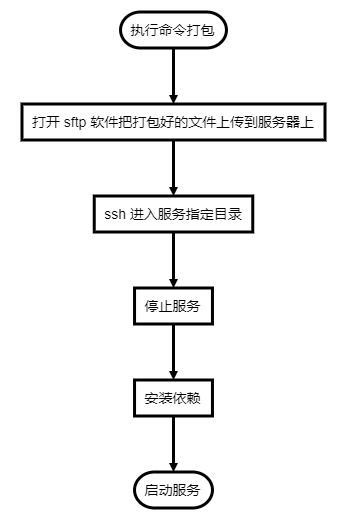 执行命令打包
打开 sftp 软件把打包好的文件上传到服务器上
ssh 进入服务指定目录
停止服务
安装依赖
启动服务